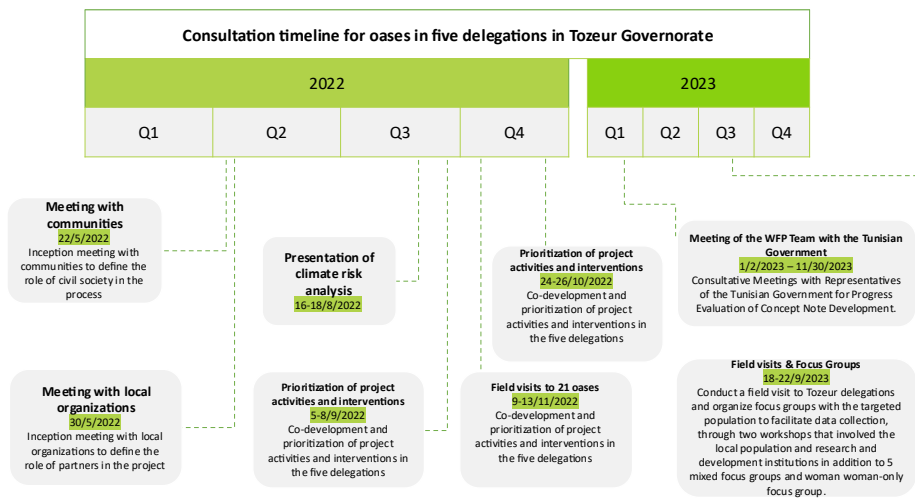 Consultation timeline for oases in five delegations in Tozeur Governorate
2022
2023
Q1
Q2
Q3
Q4
Q1
Q2
Q3
Q4
Meeting with
communities
22/5/2022
Inception meeting with
communities to define the
role of civil society in the
process
Presentation of
climate risk
analysis
16-18/8/2022
Prioritization of project
activities and interventions
24-26/10/2022
Co-development and
prioritization of project
activities and interventions in
the five delegations
Meeting of the WFP Team with the Tunisian
Government
1/2/2023 – 11/30/2023
Consultative Meetings with Representatives
of the Tunisian Government for Progress
Evaluation of Concept Note Development.
Meeting with local
organizations
30/5/2022
Inception meeting with local
organizations to define the
role of partners in the project
Prioritization of project
activities and interventions
5-8/9/2022
Co-development and
prioritization of project
activities and interventions in
the five delegations
Field visits to 21 oases
9-13/11/2022
Co-development and
prioritization of project
activities and interventions in
the five delegations
Field visits & Focus Groups
18-22/9/2023
Conduct a field visit to Tozeur delegations
and organize focus groups with the targeted
population to facilitate data collection,
through two workshops that involved the
local population and research and
development institutions in addition to 5
mixed focus groups and woman woman-only
focus group.